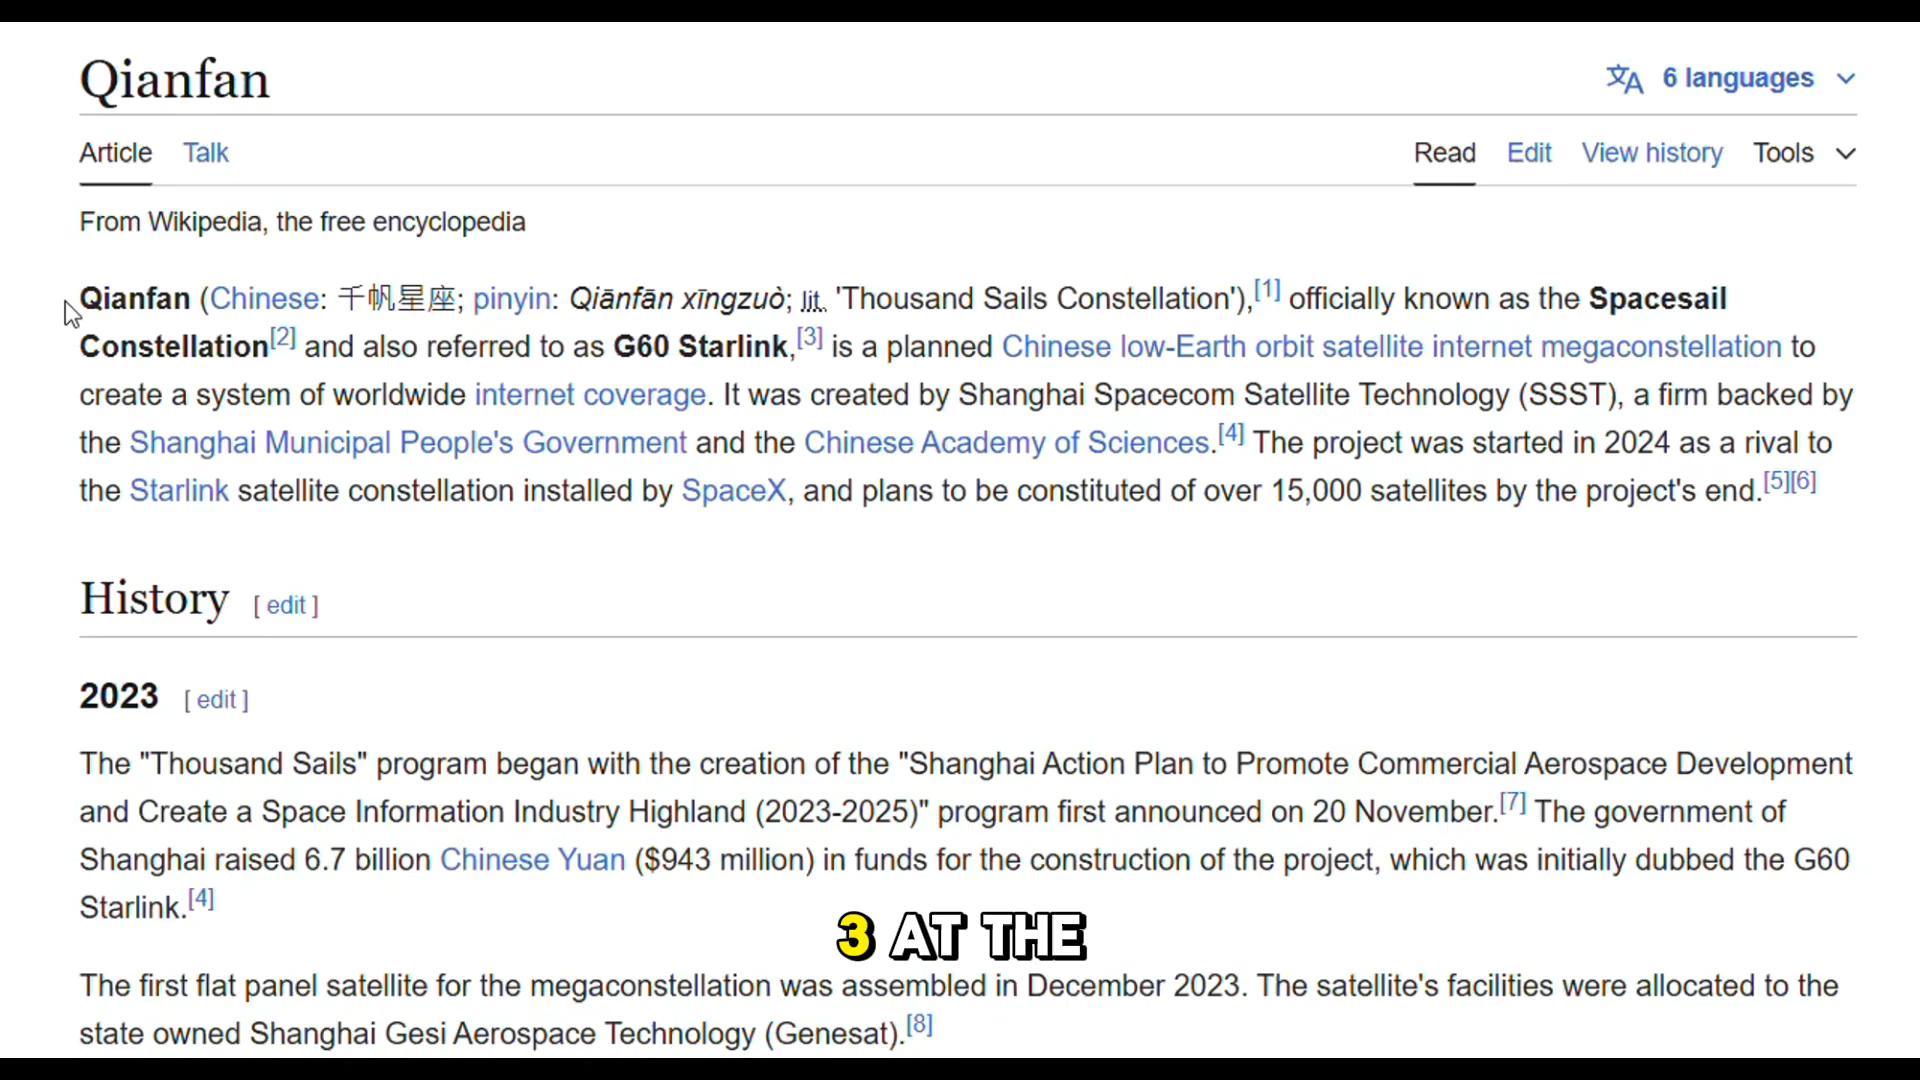 Qianfan
6 languages
Article Talk Read Edit View history Tools
From Wikipedia, the free encyclopedia
Qianfan (Chinese: 千帆星座; pinyin: Qiānfān xīngzuò; lit. 'Thousand Sails Constellation'),[1] officially known as the Spacesail
Constellation[2] and also referred to as G60 Starlink,[3] is a planned Chinese low-Earth orbit satellite internet megaconstellation to
create a system of worldwide internet coverage. It was created by Shanghai Spacecom Satellite Technology (SSST), a firm backed by
the Shanghai Municipal People's Government and the Chinese Academy of Sciences.[4] The project was started in 2024 as a rival to
the Starlink satellite constellation installed by SpaceX, and plans to be constituted of over 15,000 satellites by the project's end.[5][6]
History [ edit ]
2023 [ edit ]
The "Thousand Sails" program began with the creation of the "Shanghai Action Plan to Promote Commercial Aerospace Development
and Create a Space Information Industry Highland (2023-2025)" program first announced on 20 November.[7] The government of
Shanghai raised 6.7 billion Chinese Yuan ($943 million) in funds for the construction of the project, which was initially dubbed the G60
Starlink.[4]
3 AT THE
The first flat panel satellite for the megaconstellation was assembled in December 2023. The satellite's facilities were allocated to the
state owned Shanghai Gesi Aerospace Technology (Genesat).[8]